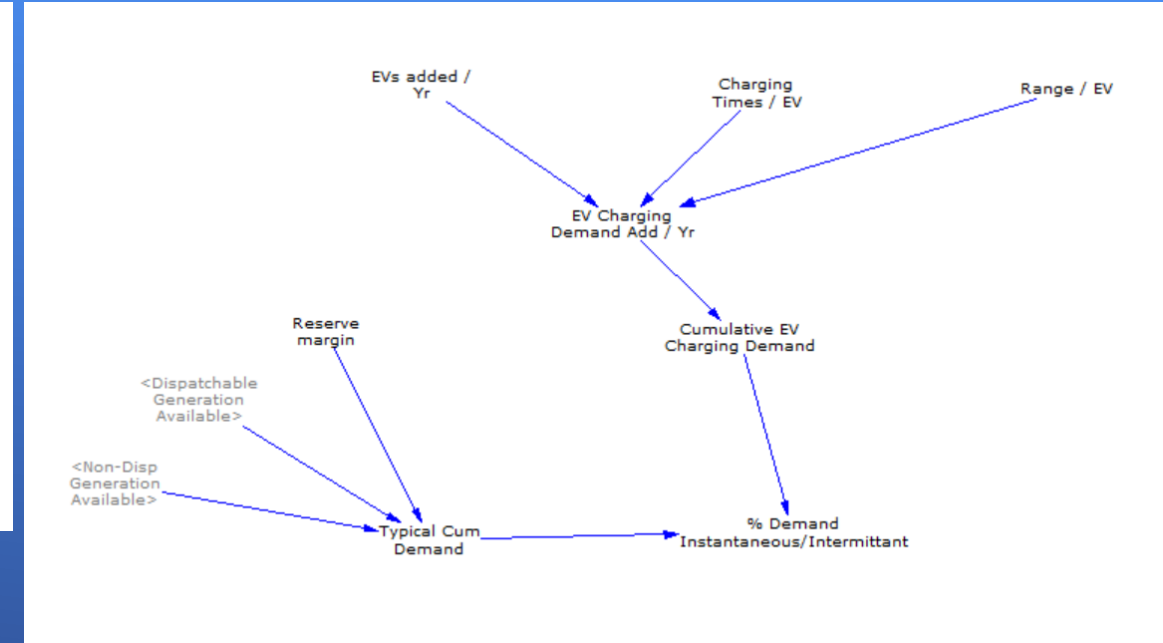 EVs added /
Yr
Charging
Times / EV
Range / EV
EV Charging
Demand Add / Yr
Reserve
margin
Cumulative EV
Charging Demand
<Dispatchable
Generation
Available>
<Non-Disp
Generation
Available>
Typical Cum
Demand
% Demand
Instantaneous/Intermittant